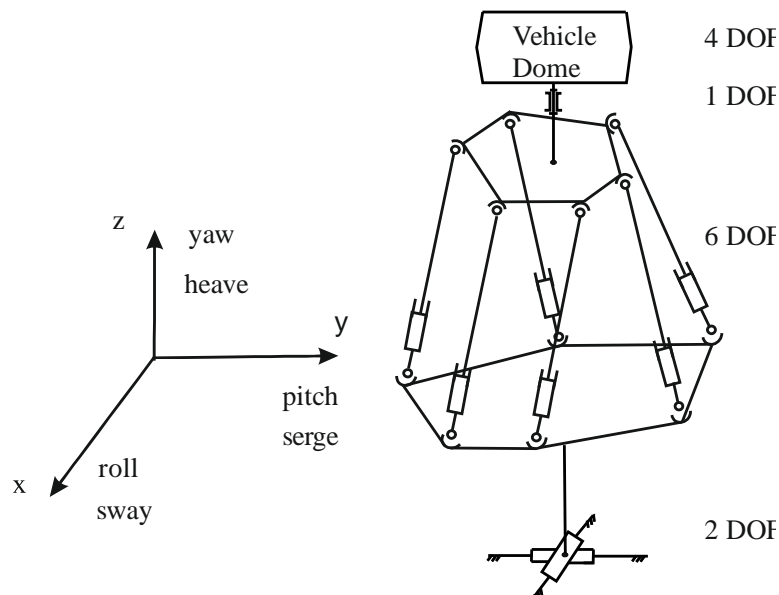 Vehicle
Dome
4 DOF
1 DOF
6 DOF
z
yaw
heave
y
pitch
serge
x
roll
sway
2 DOF